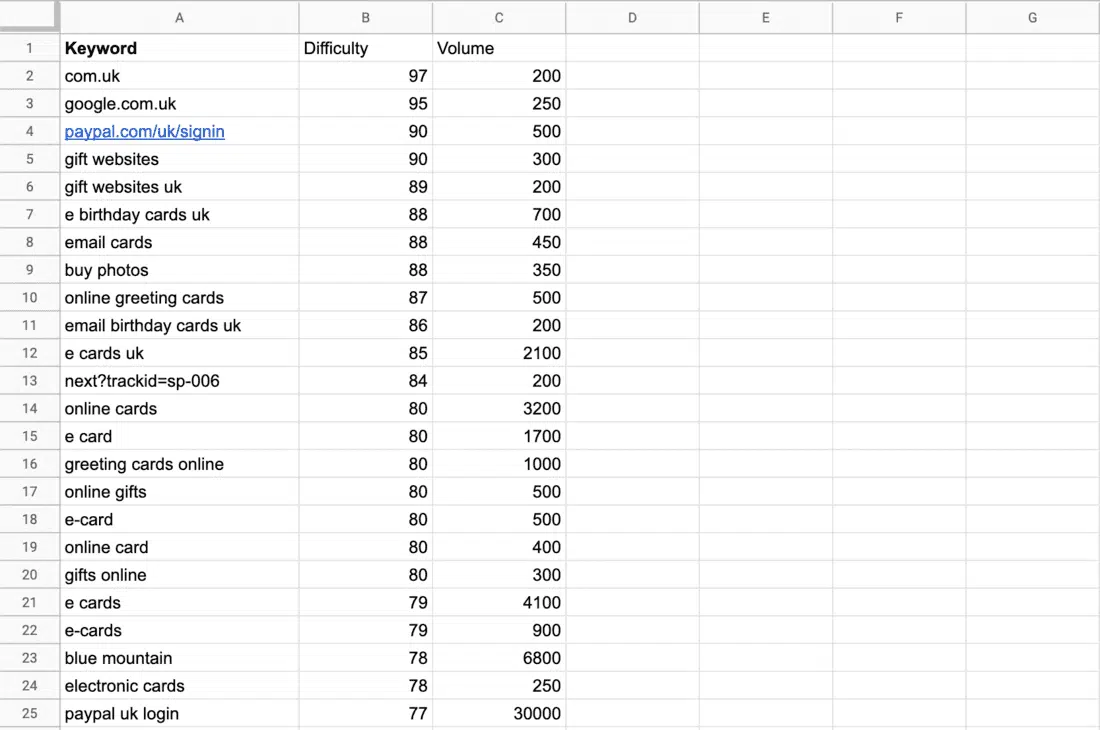 A B C D E F G
1 Keyword Difficulty Volume
2 com.uk 97 200
3 google.com.uk 95 250
4 paypal.com/uk/signin 90 500
5 gift websites 90 300
6 gift websites uk 89 200
7 e birthday cards uk 88 700
8 email cards 88 450
9 buy photos 88 350
10 online greeting cards 87 500
11 email birthday cards uk 86 200
12 e cards uk 85 2100
13 next?trackid=sp-006 84 200
14 online cards 80 3200
15 e card 80 1700
16 greeting cards online 80 1000
17 online gifts 80 500
18 e-card 80 500
19 online card 80 400
20 gifts online 80 300
21 e cards 79 4100
22 e-cards 79 900
23 blue mountain 78 6800
24 electronic cards 78 250
25 paypal uk login 77 30000